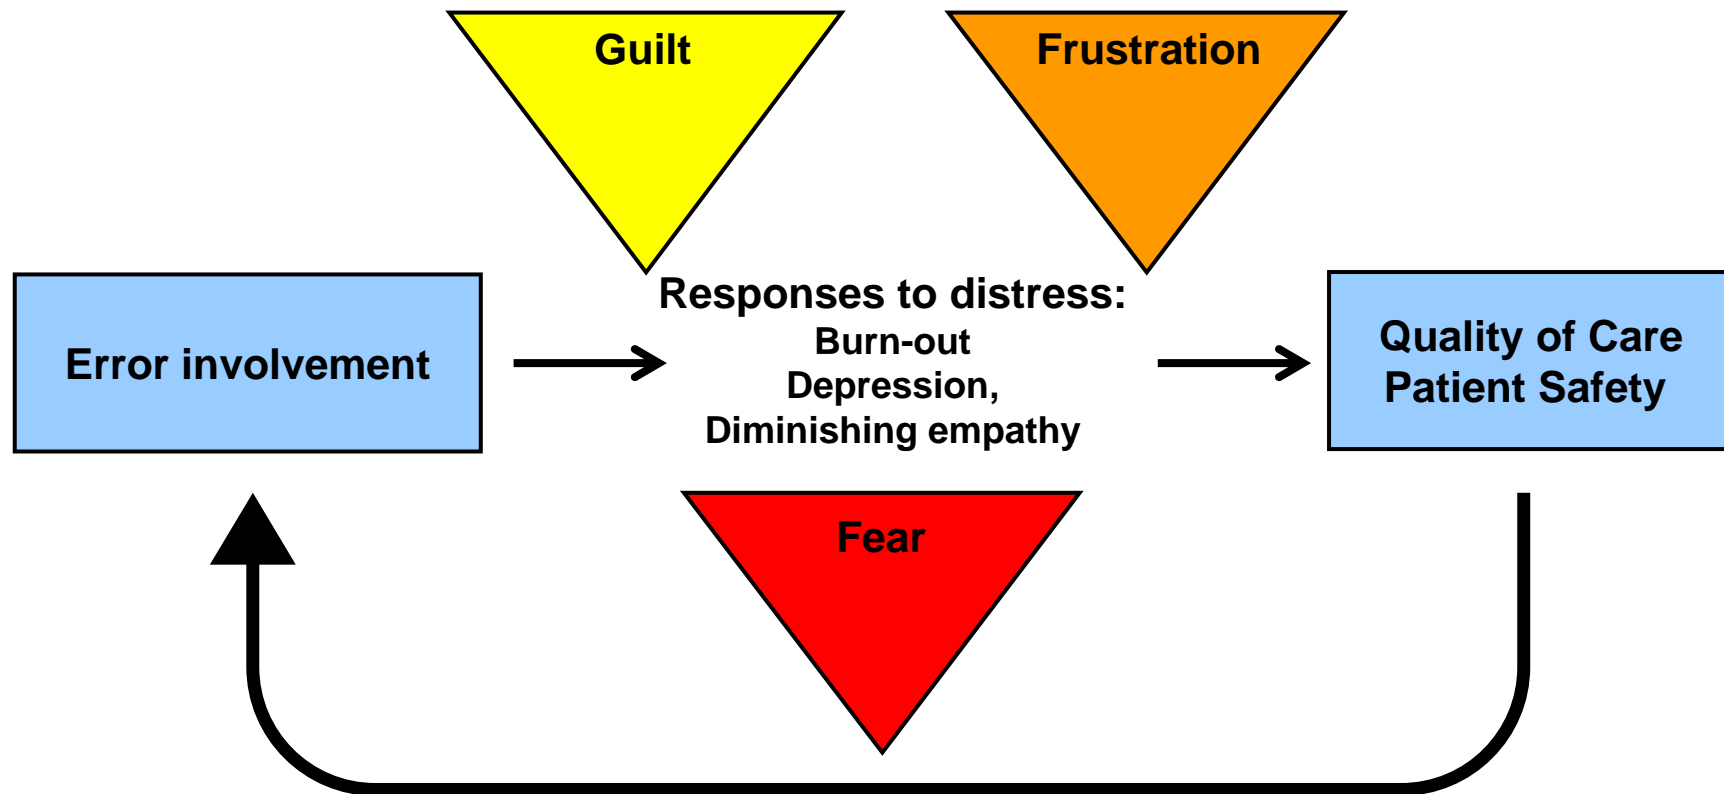 Guilt
Frustration
Error involvement
Responses to distress:
Burn-out
Depression,
Diminishing empathy
Quality of Care
Patient Safety
Fear